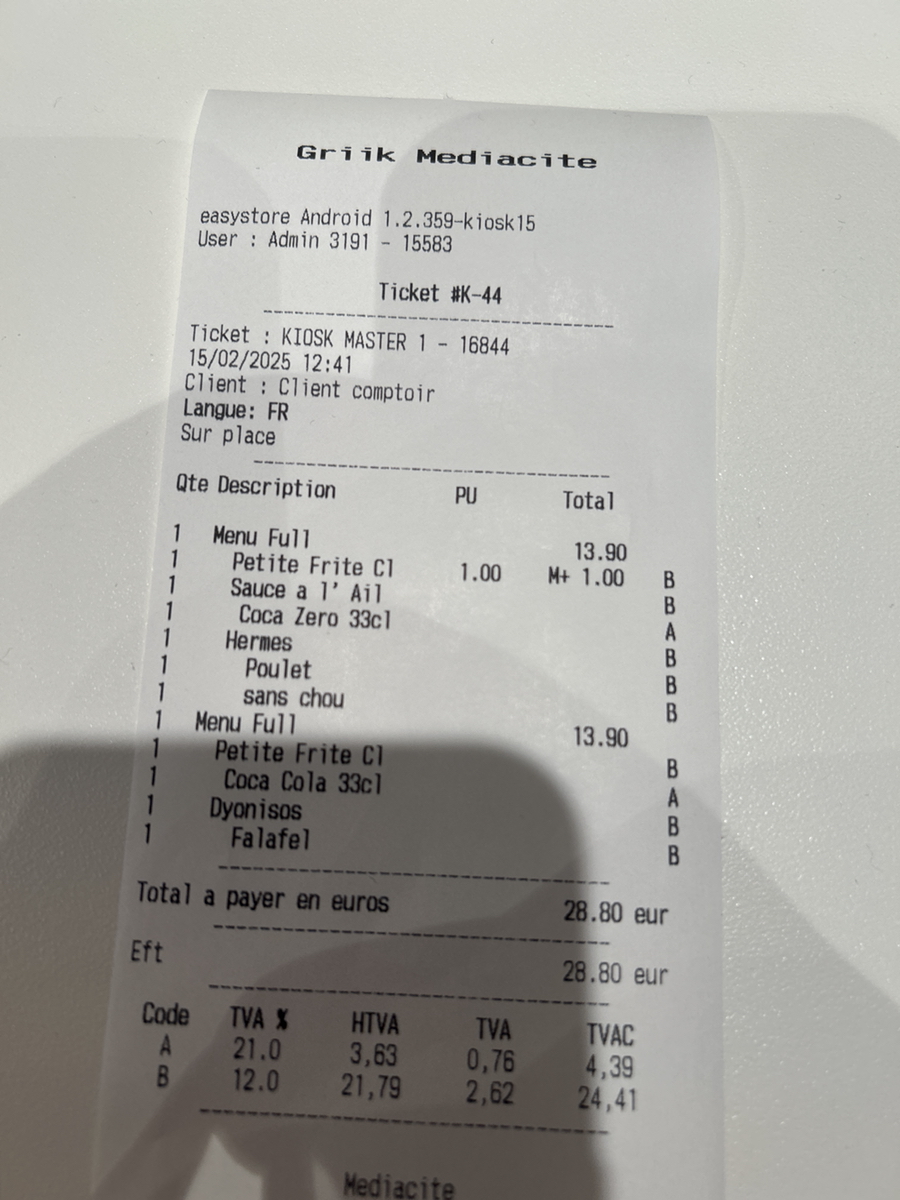 Griik Mediacite
easystore Android 1.2.359-kiosk15
User : Admin 3191 - 15583
Ticket #K-44
Ticket : KIOSK MASTER 1 - 16844
15/02/2025 12:41
Client : Client comptoir
Langue: FR
Sur place
Qte Description PU Total
1 Menu Full 13.90
1 Petite Frite Cl 1.00 M+ 1.00 B
1 Sauce a l' Ail B
1 Coca Zero 33cl A
1 Hermes B
1 Poulet B
1 sans chou B
1 Menu Full 13.90
1 Petite Frite Cl B
1 Coca Cola 33cl A
1 Dyonisos B
1 Falafel B
Total a payer en euros 28.80 eur
Eft 28.80 eur
Code TVA % HTVA TVA TVAC
A 21.0 3,63 0,76 4,39
B 12.0 21,79 2,62 24,41
Mediacite